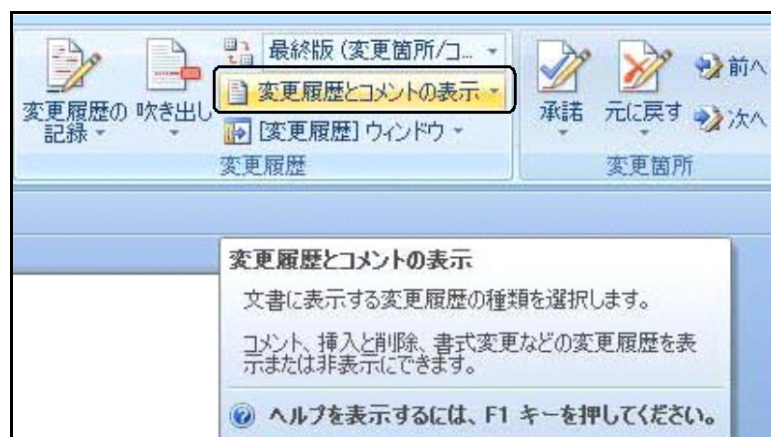 最終版 (変更箇所/コ...
変更履歴とコメントの表示
[変更履歴] ウィンドウ
変更履歴の
記録
吹き出し
変更履歴
承諾
元に戻す
前へ
次へ
変更箇所
変更履歴とコメントの表示
文書に表示する変更履歴の種類を選択します。
コメント、挿入と削除、書式変更などの変更履歴を表
示または非表示にできます。
ヘルプを表示するには、F1 キーを押してください。